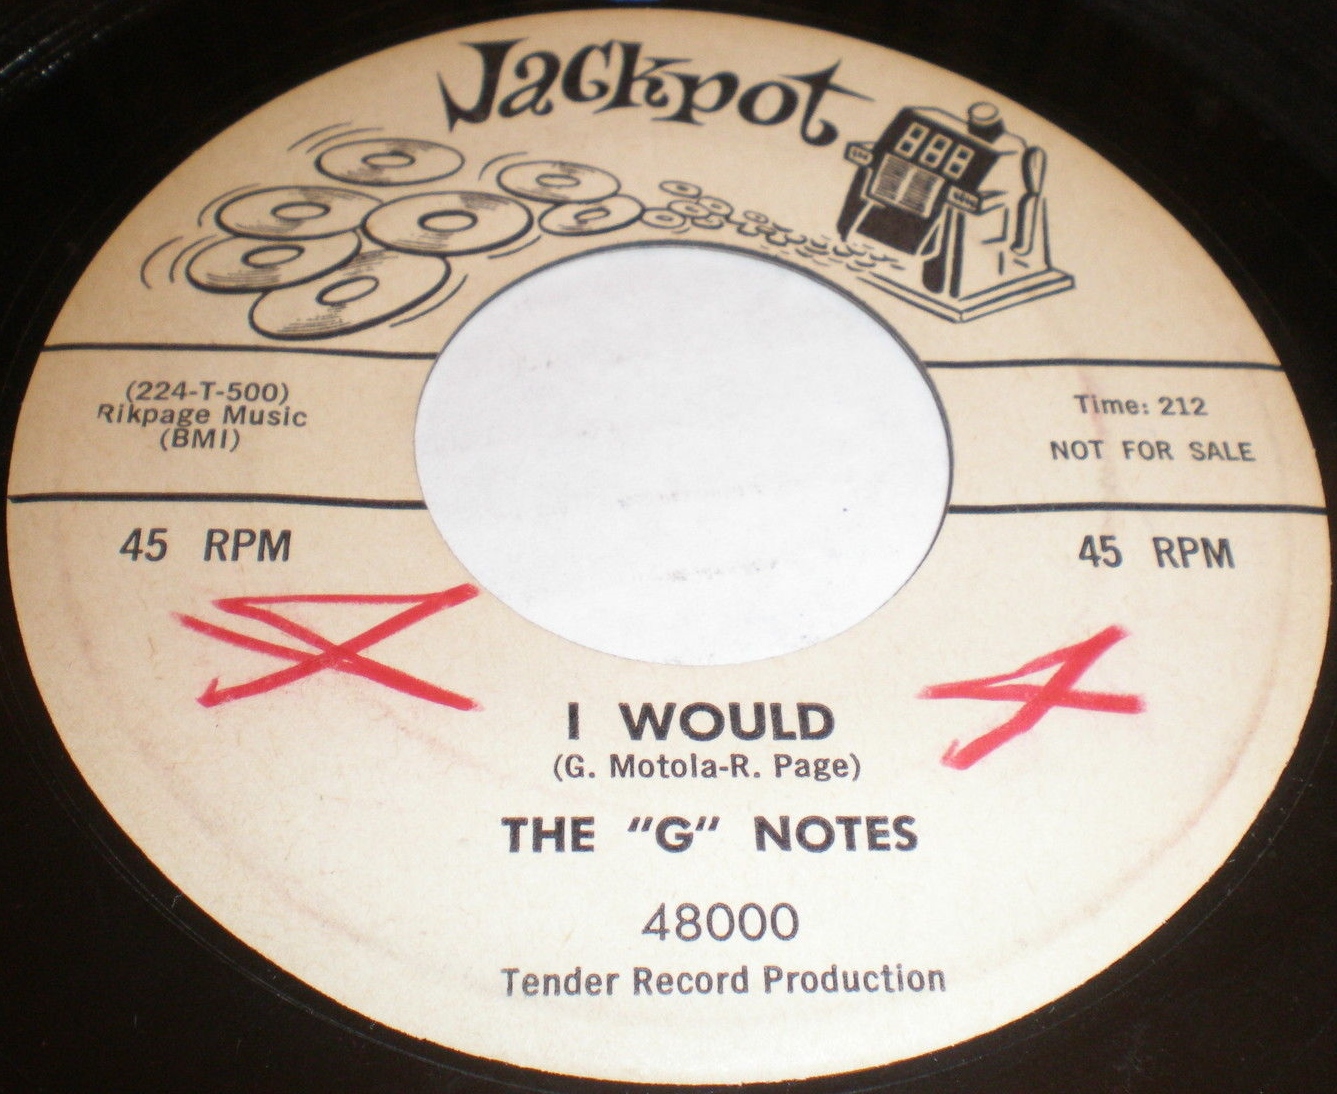 Jackpot
(224-T-500)
Rikpage Music
(BMI)
Time: 212
NOT FOR SALE
45 RPM
45 RPM
I WOULD
(G. Motola-R. Page)
THE "G" NOTES
48000
Tender Record Production